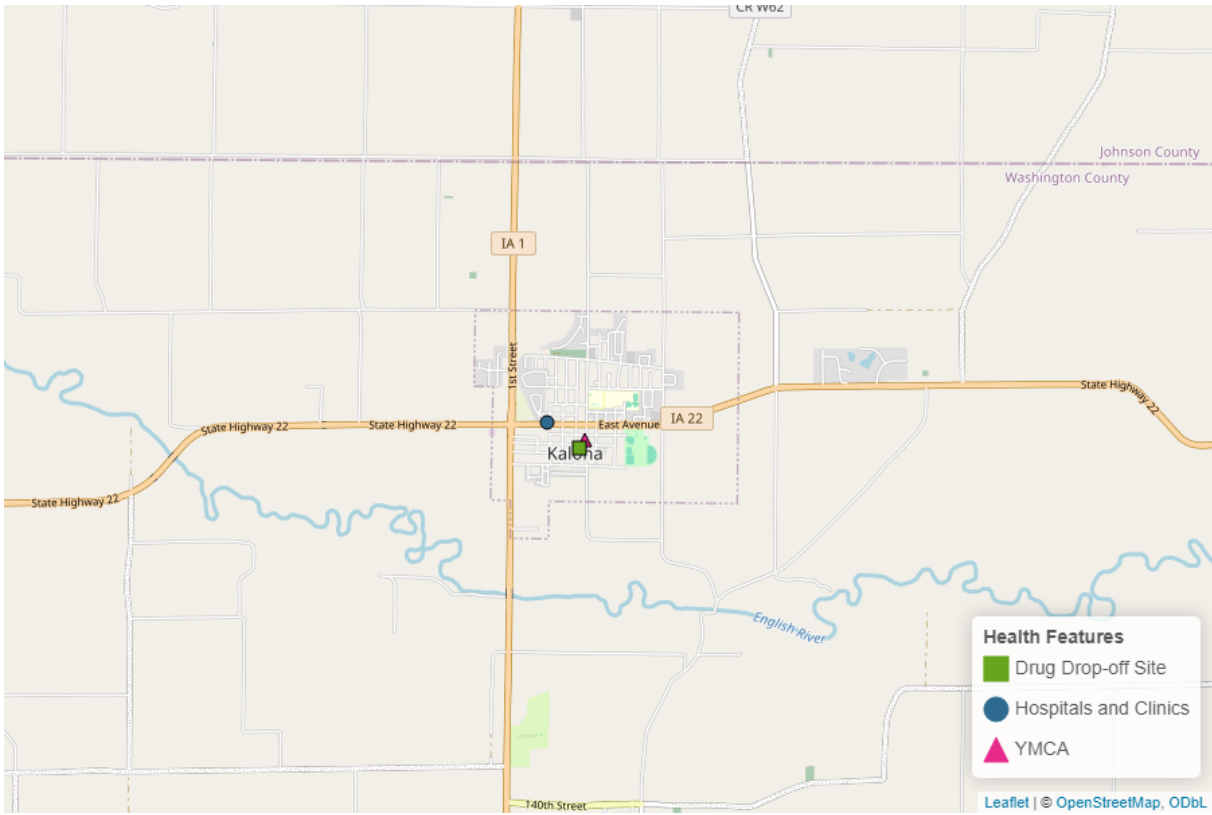 CR W62
Johnson County
Washington County
IA 1
1st Street
State Highway 22
State Highway 22
State Highway 22
State Highway 22
East Avenue
IA 22
Kalona
English River
140th Street
Health Features
Drug Drop-off Site
Hospitals and Clinics
YMCA
Leaflet | © OpenStreetMap, ODbL